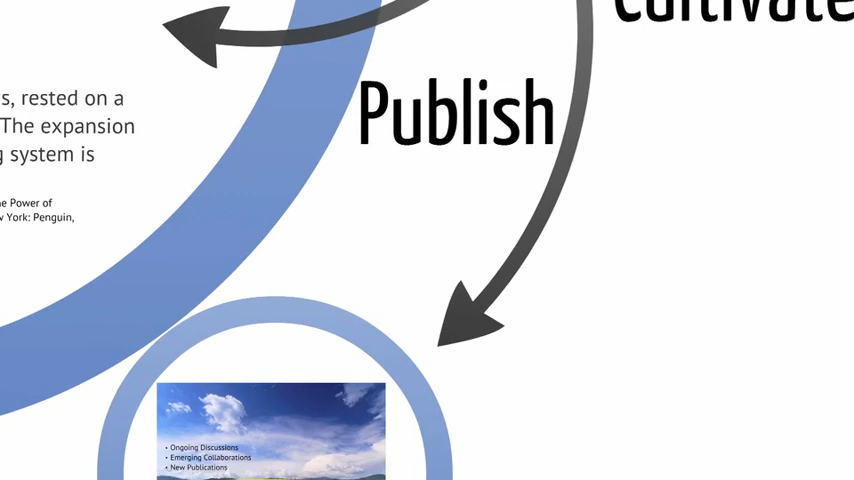 Cultivate
Publish
s, rested on a
The expansion
g system is
he Power of
w York: Penguin,
• Ongoing Discussions
• Emerging Collaborations
• New Publications